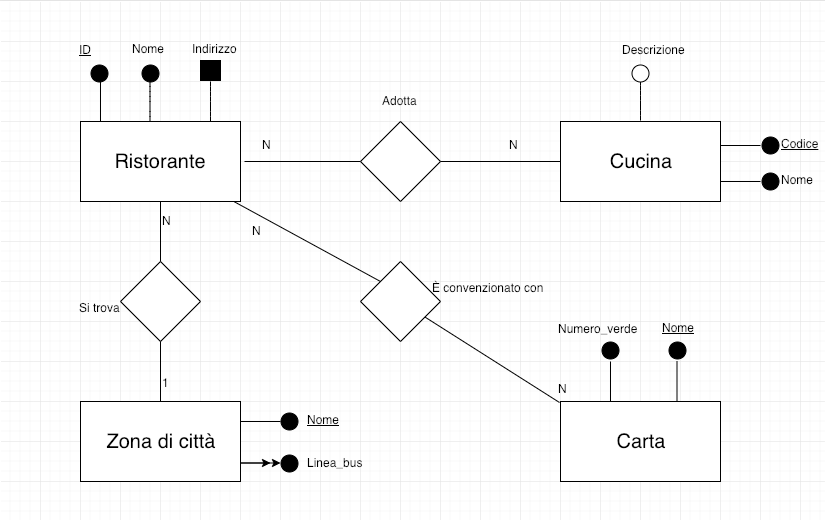 ID
Nome
Indirizzo
Descrizione
Adotta
N
N
Ristorante
Cucina
Codice
Nome
N
N
Si trova
È convenzionato con
Numero_verde
Nome
1
N
Zona di città
Nome
Linea_bus
Carta